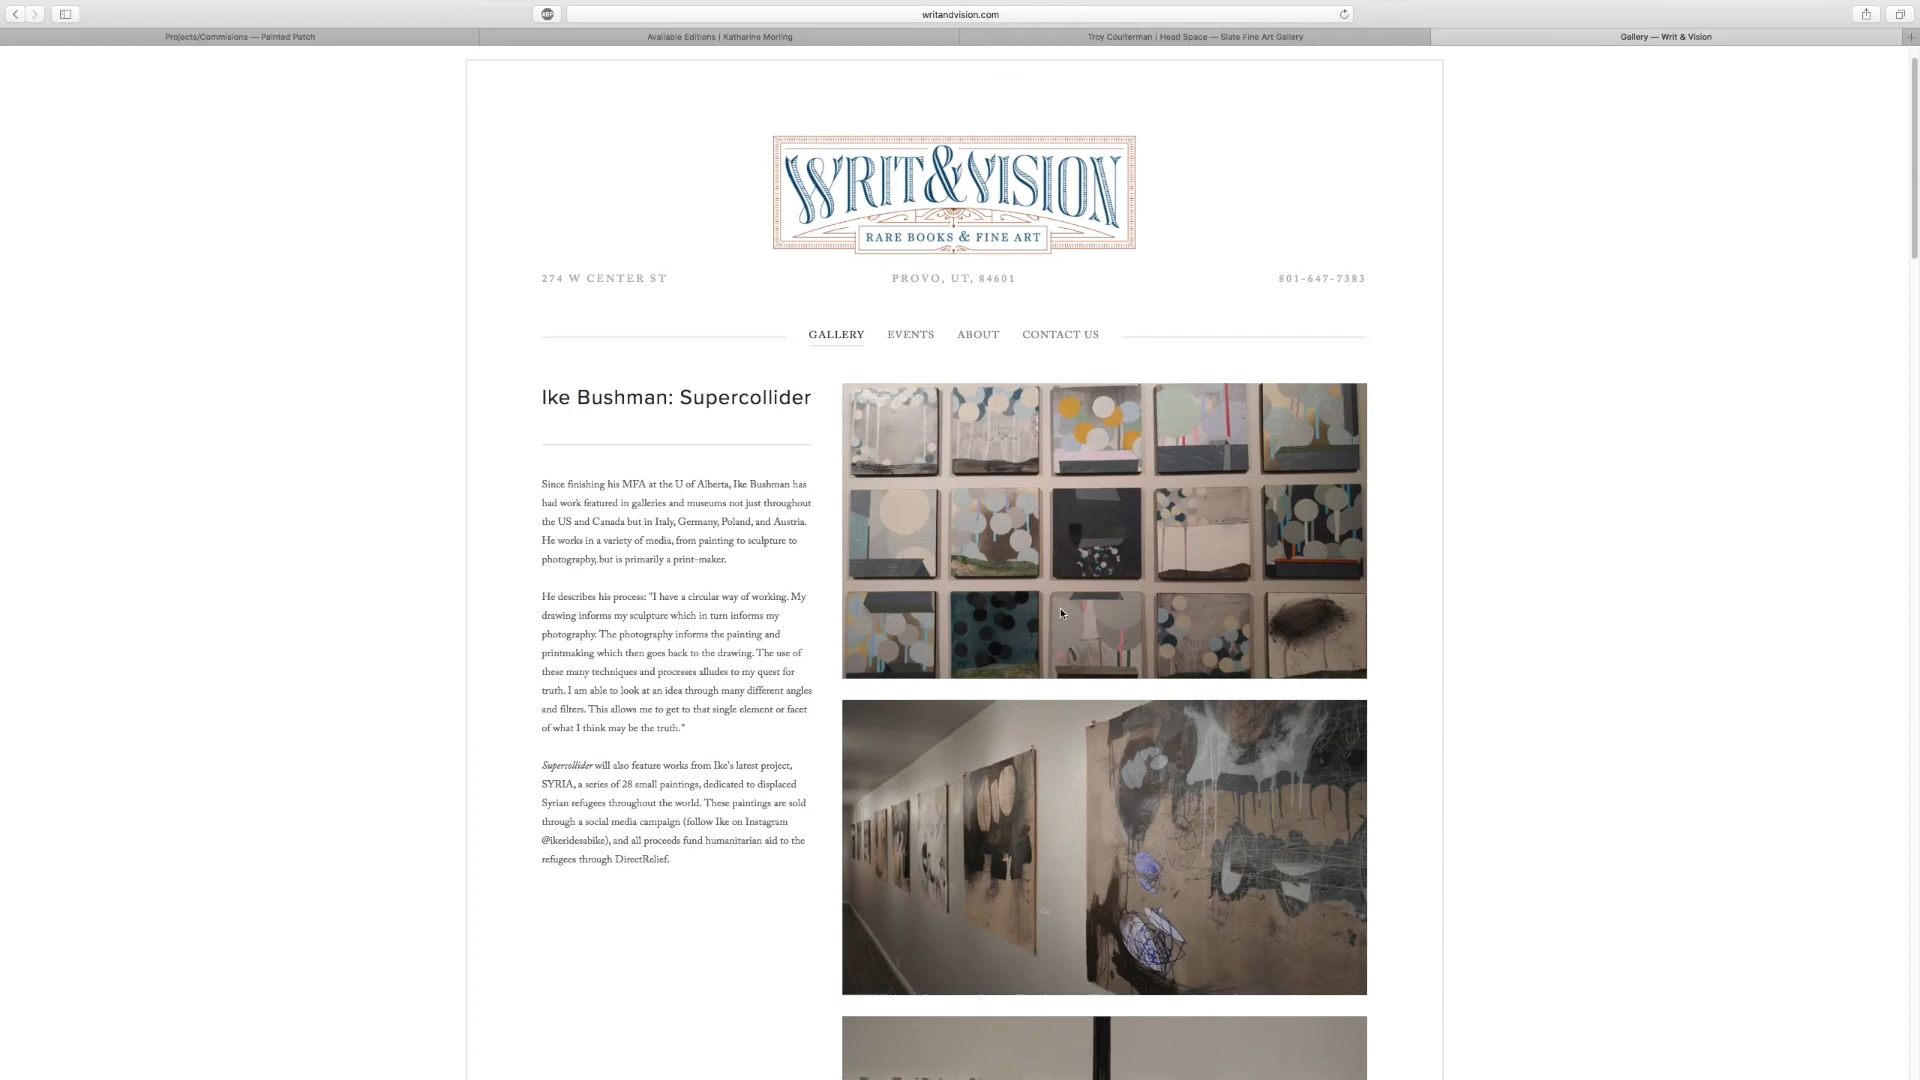 writandvision.com
Projects/Commisions — Painted Patch
Available Editions | Katharine Morling
Troy Coulterman | Head Space — Slate Fine Art Gallery
Gallery — Writ & Vision
WRIT & VISION
RARE BOOKS & FINE ART
274 W CENTER ST
PROVO, UT, 84601
801-647-7383
GALLERY EVENTS ABOUT CONTACT US
Ike Bushman: Supercollider
Since finishing his MFA at the U of Alberta, Ike Bushman has
had work featured in galleries and museums not just throughout
the US and Canada but in Italy, Germany, Poland, and Austria.
He works in a variety of media, from painting to sculpture to
photography, but is primarily a print-maker.
He describes his process: "I have a circular way of working. My
drawing informs my sculpture which in turn informs my
photography. The photography informs the painting and
printmaking which then goes back to the drawing. The use of
these many techniques and processes alludes to my quest for
truth. I am able to look at an idea through many different angles
and filters. This allows me to get to that single element or facet
of what I think may be the truth."
Supercollider will also feature works from Ike's latest project,
SYRIA, a series of 28 small paintings, dedicated to displaced
Syrian refugees throughout the world. These paintings are sold
through a social media campaign (follow Ike on Instagram
@ikeridesabike), and all proceeds fund humanitarian aid to the
refugees through DirectRelief.